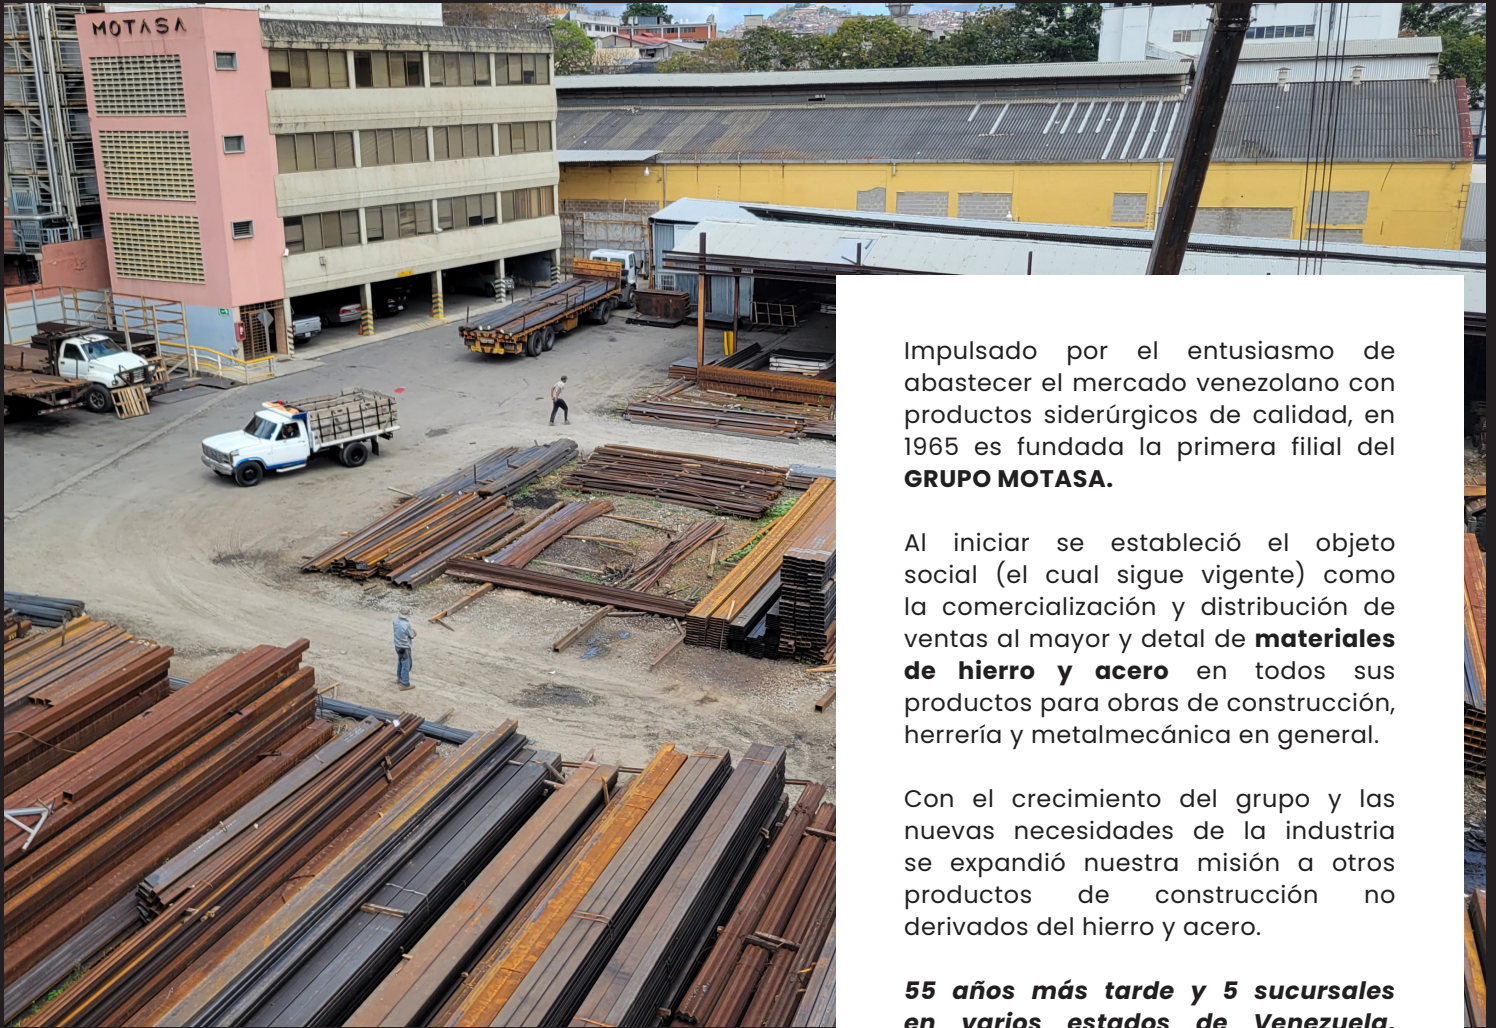 MOTASA
Impulsado por el entusiasmo de
abastecer el mercado venezolano con
productos siderúrgicos de calidad, en
1965 es fundada la primera filial del
GRUPO MOTASA.
Al iniciar se estableció el objeto
social (el cual sigue vigente) como
la comercialización y distribución de
ventas al mayor y detal de materiales
de hierro y acero en todos sus
productos para obras de construcción,
herrería y metalmecánica en general.
Con el crecimiento del grupo y las
nuevas necesidades de la industria
se expandió nuestra misión a otros
productos de construcción no
derivados del hierro y acero.
55 años más tarde y 5 sucursales
en varios estados de Venezuela,